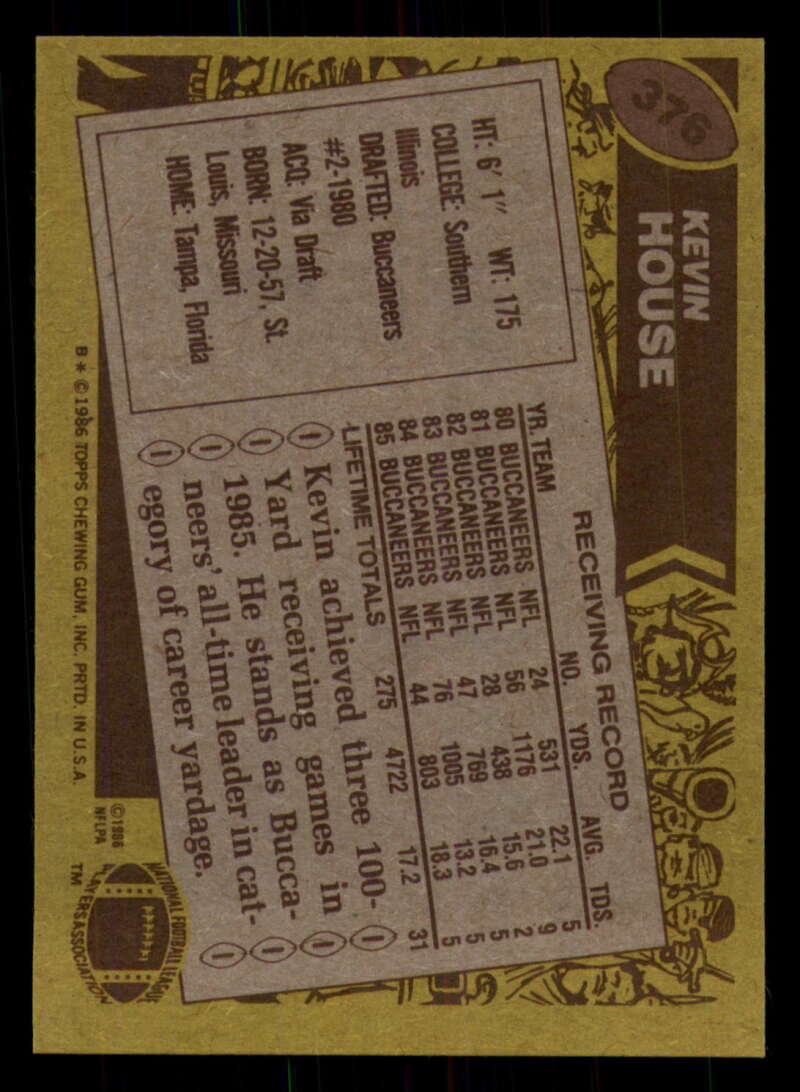 376
KEVIN
HOUSE
HT: 6' 1" WT: 175
COLLEGE: Southern
Illinois
DRAFTED: Buccaneers
#2-1980
ACQ: Via Draft
BORN: 12-20-57, St.
Louis, Missouri
HOME: Tampa, Florida
RECEIVING RECORD
YR. TEAM NO. YDS. AVG. TDS.
80 BUCCANEERS NFL 24 531 22.1 5
81 BUCCANEERS NFL 56 1176 21.0 9
82 BUCCANEERS NFL 28 438 15.6 2
83 BUCCANEERS NFL 47 769 16.4 5
84 BUCCANEERS NFL 76 1005 13.2 5
85 BUCCANEERS NFL 44 803 18.3 5
LIFETIME TOTALS 275 4722 17.2 31
Kevin achieved three 100-
Yard receiving games in
1985. He stands as Bucca-
neers' all-time leader in cat-
egory of career yardage.
B * © 1986 TOPPS CHEWING GUM, INC. PRTD. IN U.S.A.
© 1986
NFLPA
NATIONAL FOOTBALL LEAGUE
PLAYERS ASSOCIATION
TM